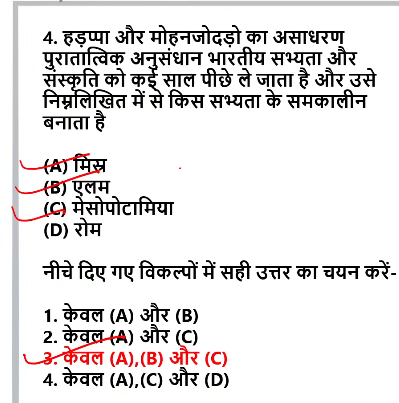 4. हड़प्पा और मोहनजोदड़ो का असाधरण
पुरातात्विक अनुसंधान भारतीय सभ्यता और
संस्कृति को कई साल पीछे ले जाता है और उसे
निम्नलिखित में से किस सभ्यता के समकालीन
बनाता है
(A) मिस्र
(B) एलम
(C) मेसोपोटामिया
(D) रोम
नीचे दिए गए विकल्पों में सही उत्तर का चयन करें-
1. केवल (A) और (B)
2. केवल (A) और (C)
3. केवल (A),(B) और (C)
4. केवल (A),(C) और (D)